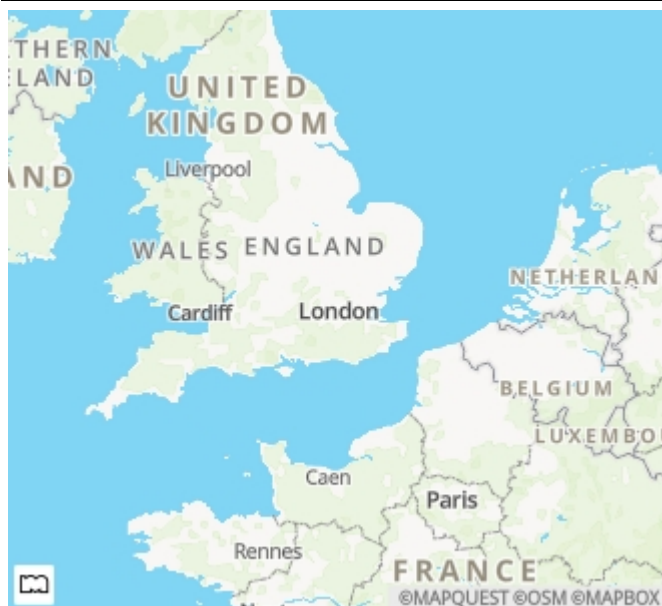 THERN
ELAND
UNITED
KINGDOM
AND
Liverpool
WALES
ENGLAND
NETHERLAN
Cardiff
London
BELGIUM
LUXEMBOU
Caen
Paris
Rennes
FRANCE
©MAPQUEST ©OSM ©MAPBOX